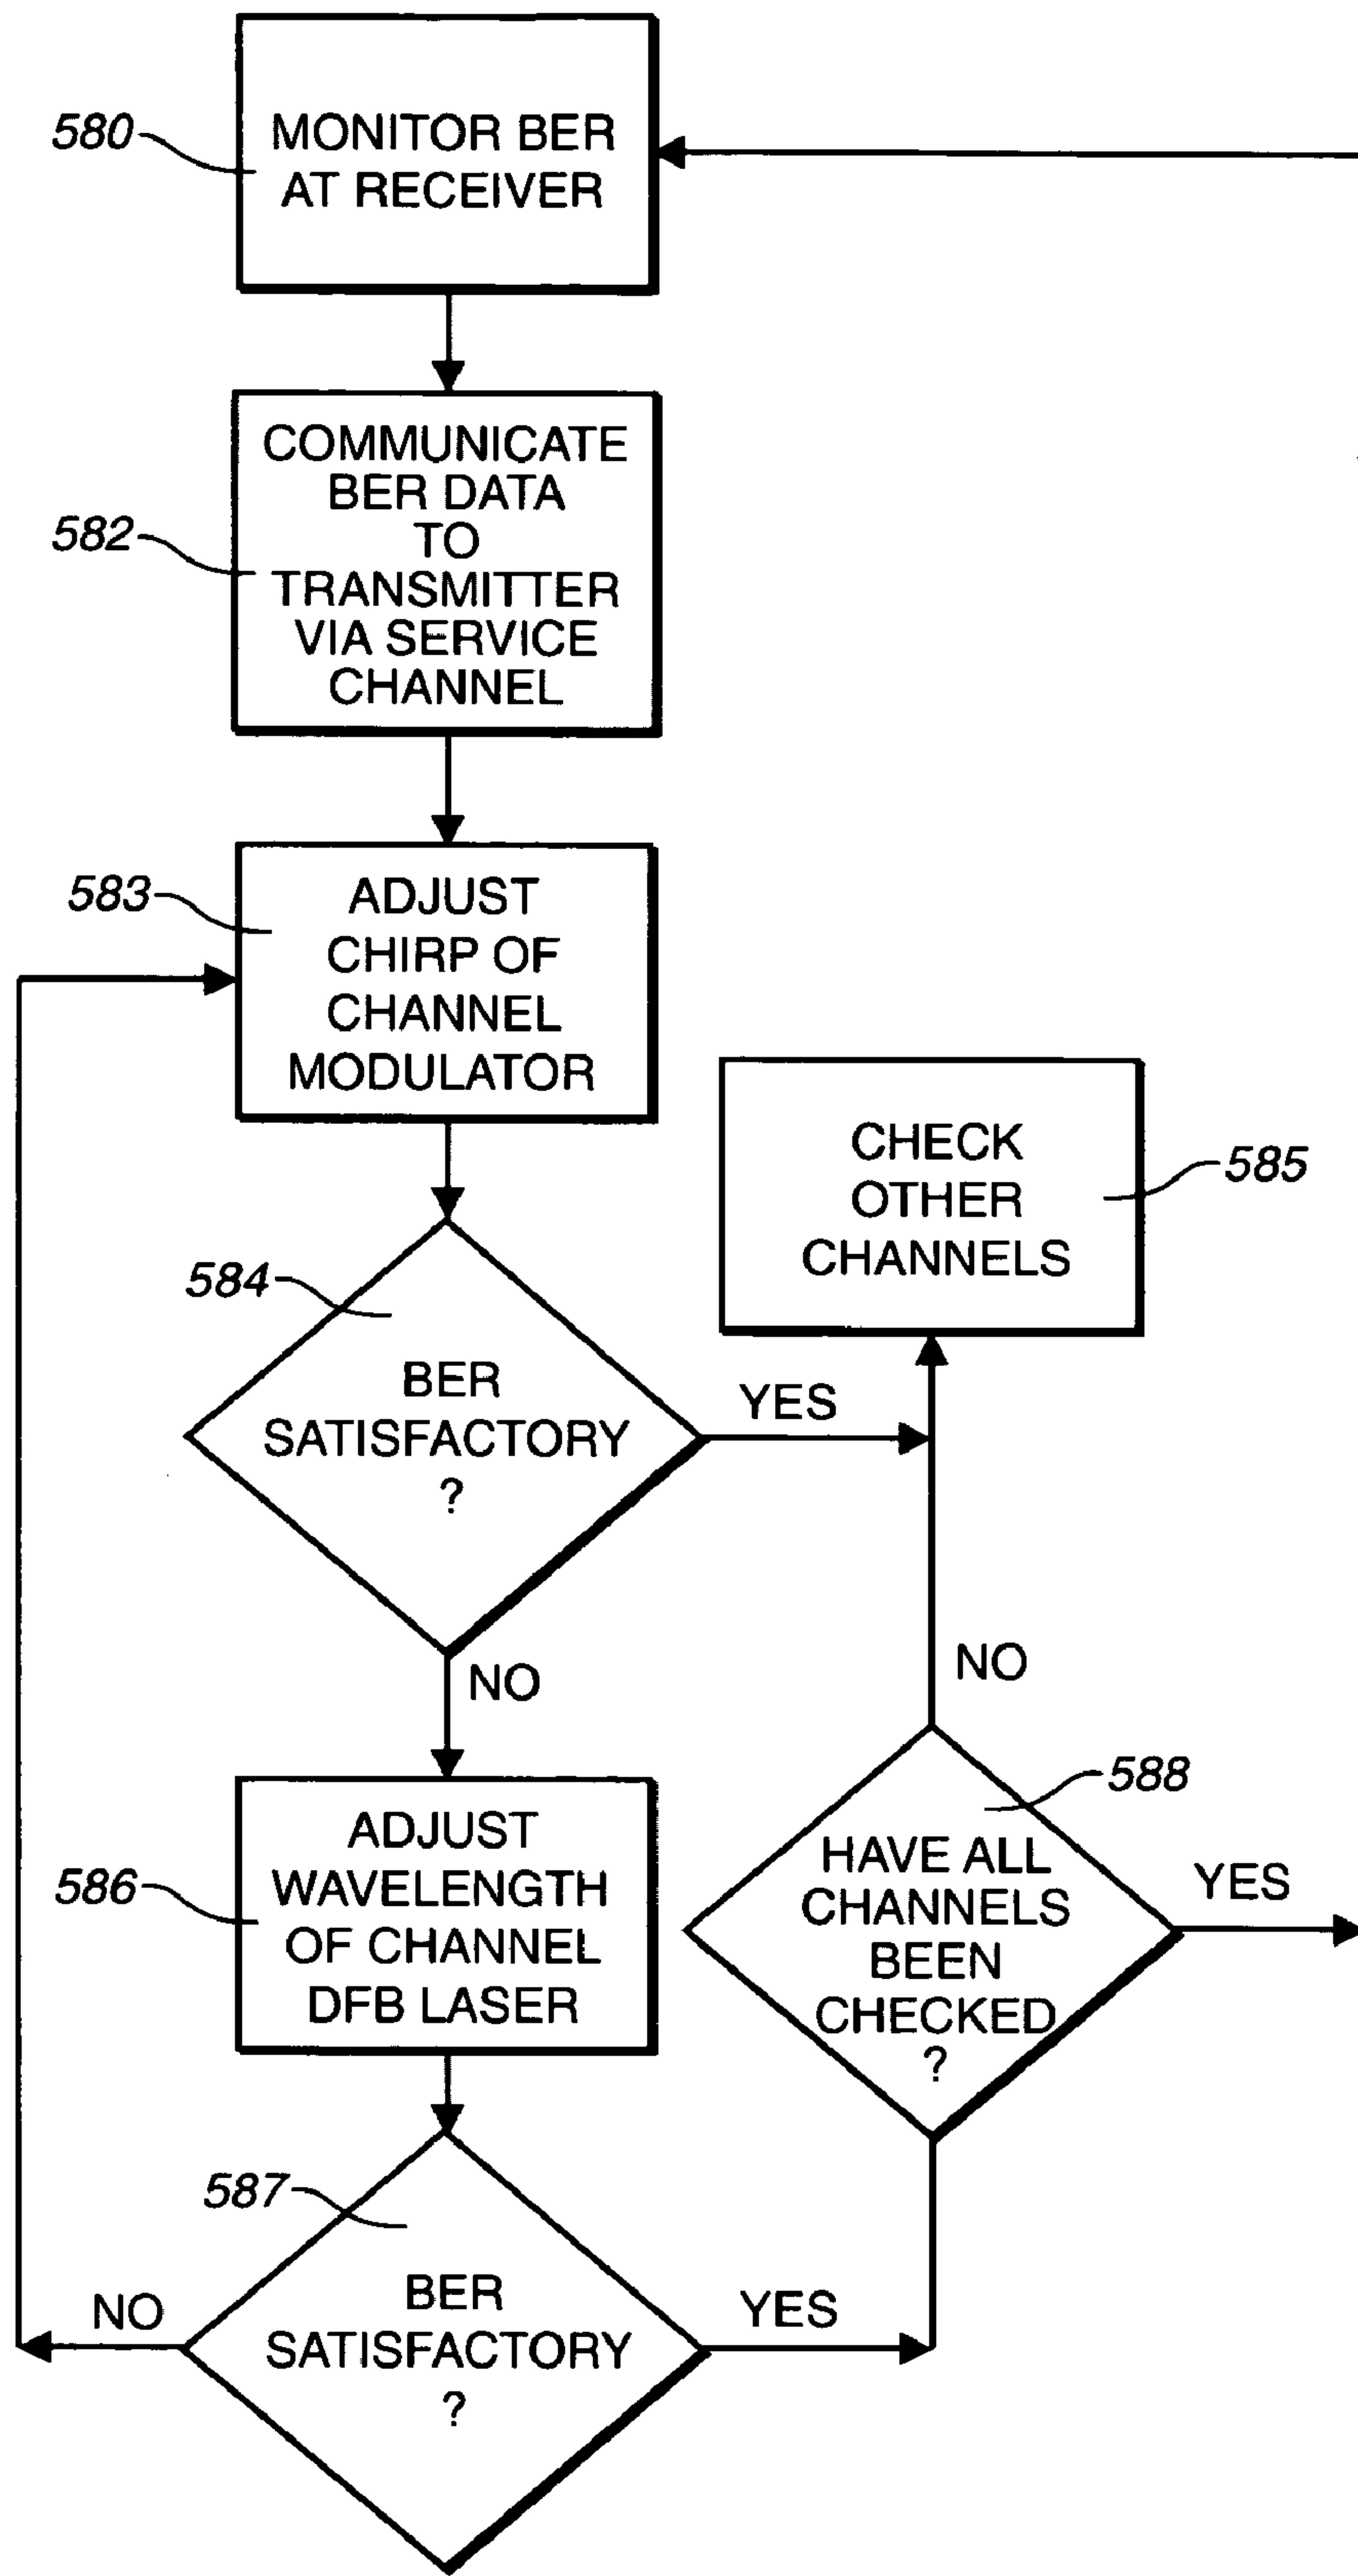 580
MONITOR BER
AT RECEIVER
582
COMMUNICATE
BER DATA
TO
TRANSMITTER
VIA SERVICE
CHANNEL
583
ADJUST
CHIRP OF
CHANNEL
MODULATOR
CHECK
OTHER
CHANNELS
585
584
BER
SATISFACTORY
?
YES
NO
NO
586
ADJUST
WAVELENGTH
OF CHANNEL
DFB LASER
588
HAVE ALL
CHANNELS
BEEN
CHECKED
?
YES
587
BER
SATISFACTORY
?
NO
YES